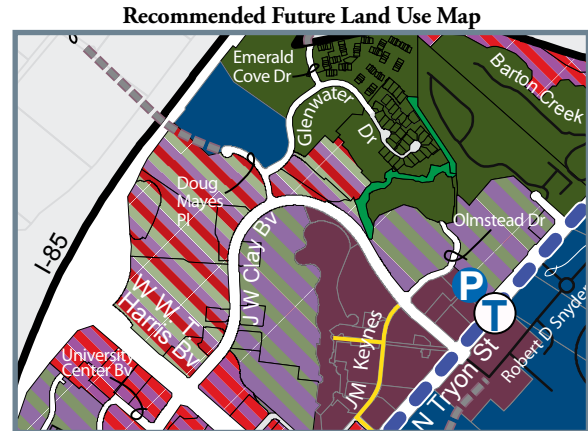 Recommended Future Land Use Map
Emerald
Cove Dr
Glenwater
Dr
Barton Creek
Doug
Mayes
Pl
Olmstead Dr
I-85
J W Clay Bv
W. W. T.
Harris Bv
P
T
JM Keynes
N Tryon St
Robert D Snyder
University
Center Bv